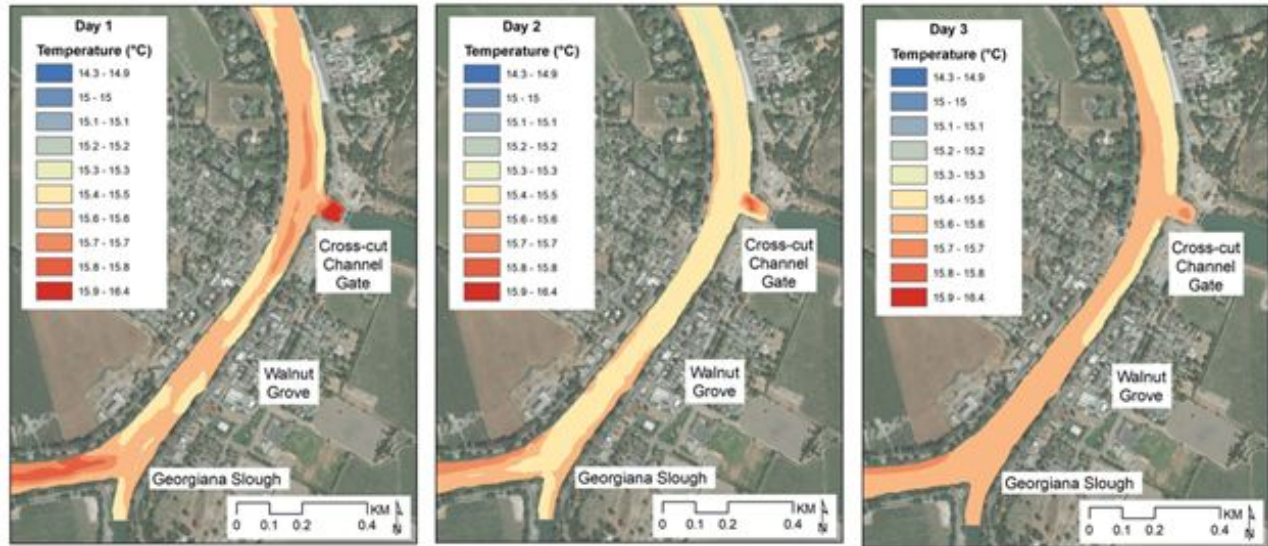 Day 1
Temperature (°C)
14.3 - 14.9
15 - 15
15.1 - 15.1
15.2 - 15.2
15.3 - 15.3
15.4 - 15.5
15.6 - 15.6
15.7 - 15.7
15.8 - 15.8
15.9 - 16.4
Cross-cut
Channel
Gate
Walnut
Grove
Georgiana Slough
KM
0 0.1 0.2 0.4
N
Day 2
Temperature (°C)
14.3 - 14.9
15 - 15
15.1 - 15.1
15.2 - 15.2
15.3 - 15.3
15.4 - 15.5
15.6 - 15.6
15.7 - 15.7
15.8 - 15.8
15.9 - 16.4
Cross-cut
Channel
Gate
Walnut
Grove
Georgiana Slough
KM
0 0.1 0.2 0.4
N
Day 3
Temperature (°C)
14.3 - 14.9
15 - 15
15.1 - 15.1
15.2 - 15.2
15.3 - 15.3
15.4 - 15.5
15.6 - 15.6
15.7 - 15.7
15.8 - 15.8
15.9 - 16.4
Cross-cut
Channel
Gate
Walnut
Grove
Georgiana Slough
KM
0 0.1 0.2 0.4
N